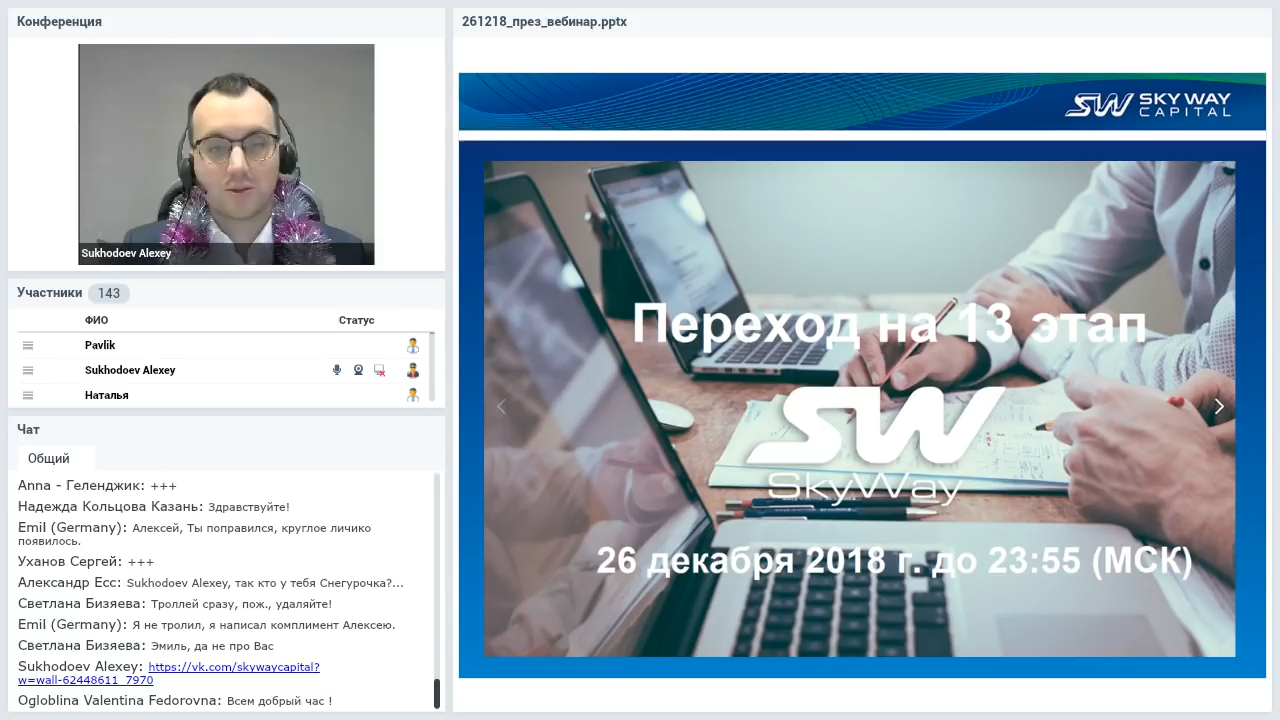 Конференция
Sukhodoev Alexey
Участники 143
ФИО Статус
Pavlik
Sukhodoev Alexey
Наталья
Чат
Общий
Anna - Геленджик: +++
Надежда Кольцова Казань: Здравствуйте!
Emil (Germany): Алексей, Ты поправился, круглое личико
появилось.
Уханов Сергей: +++
Александр Есс: Sukhodoev Alexey, так кто у тебя Снегурочка?...
Светлана Бизяева: Троллей сразу, пож., удаляйте!
Emil (Germany): Я не тролил, я написал комплимент Алексею.
Светлана Бизяева: Эмиль, да не про Вас
Sukhodoev Alexey: https://vk.com/skywaycapital?
w=wall-62448611_7970
Ogloblina Valentina Fedorovna: Всем добрый час !
261218_през_вебинар.pptx
SW SKY WAY
CAPITAL
Переход на 13 этап
SW
SkyWay
26 декабря 2018 г. до 23:55 (МСК)